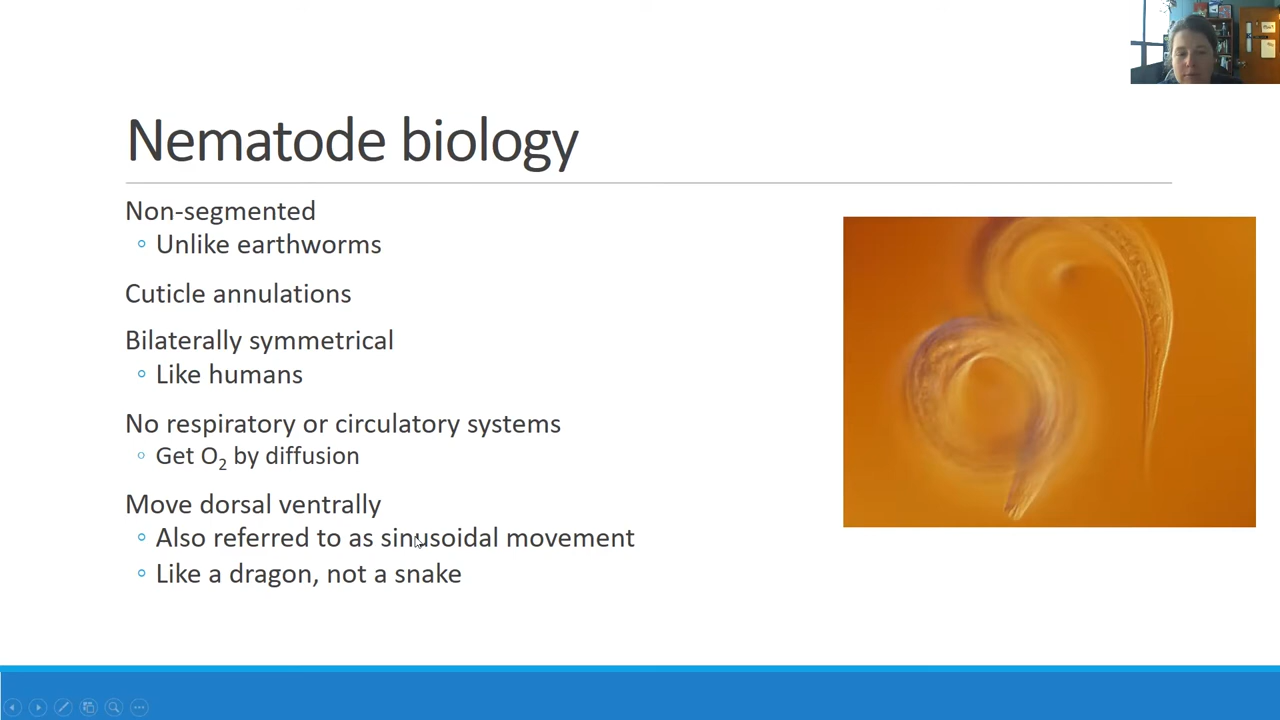 Nematode biology
Non-segmented
Unlike earthworms
Cuticle annulations
Bilaterally symmetrical
Like humans
No respiratory or circulatory systems
Get O₂ by diffusion
Move dorsal ventrally
Also referred to as sinusoidal movement
Like a dragon, not a snake